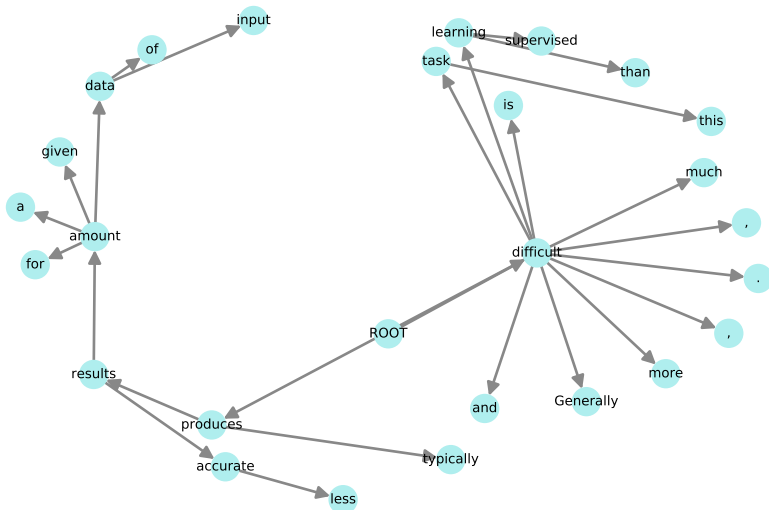 input
of
learning
supervised
task
than
data
is
this
given
much
a
,
amount
difficult
for
.
ROOT
,
results
more
Generally
and
produces
typically
accurate
less